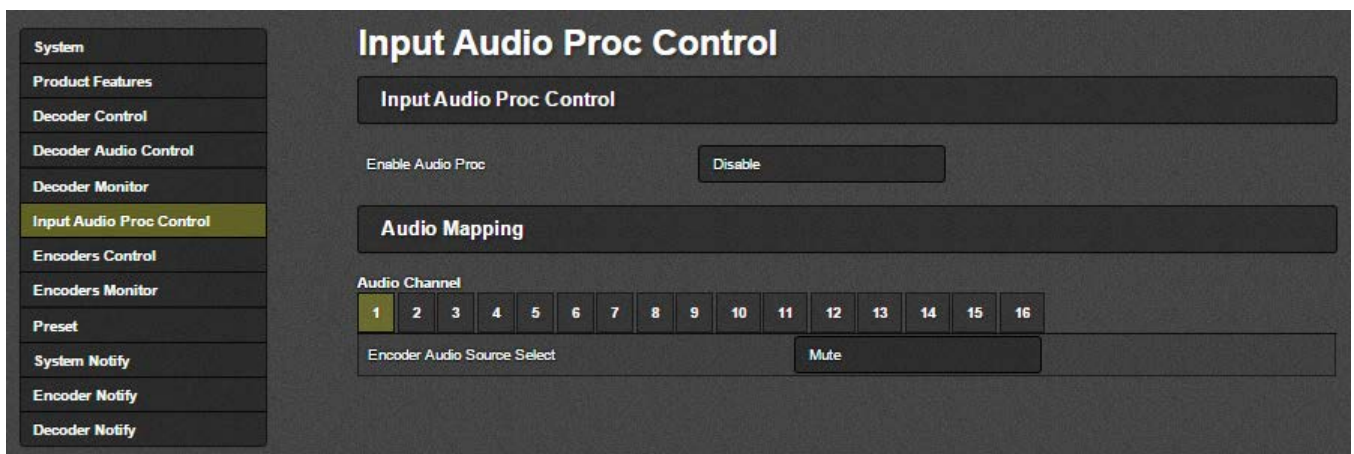 System
Product Features
Decoder Control
Decoder Audio Control
Decoder Monitor
Input Audio Proc Control
Encoders Control
Encoders Monitor
Preset
System Notify
Encoder Notify
Decoder Notify
Input Audio Proc Control
Input Audio Proc Control
Enable Audio Proc Disable
Audio Mapping
Audio Channel
1 2 3 4 5 6 7 8 9 10 11 12 13 14 15 16
Encoder Audio Source Select Mute